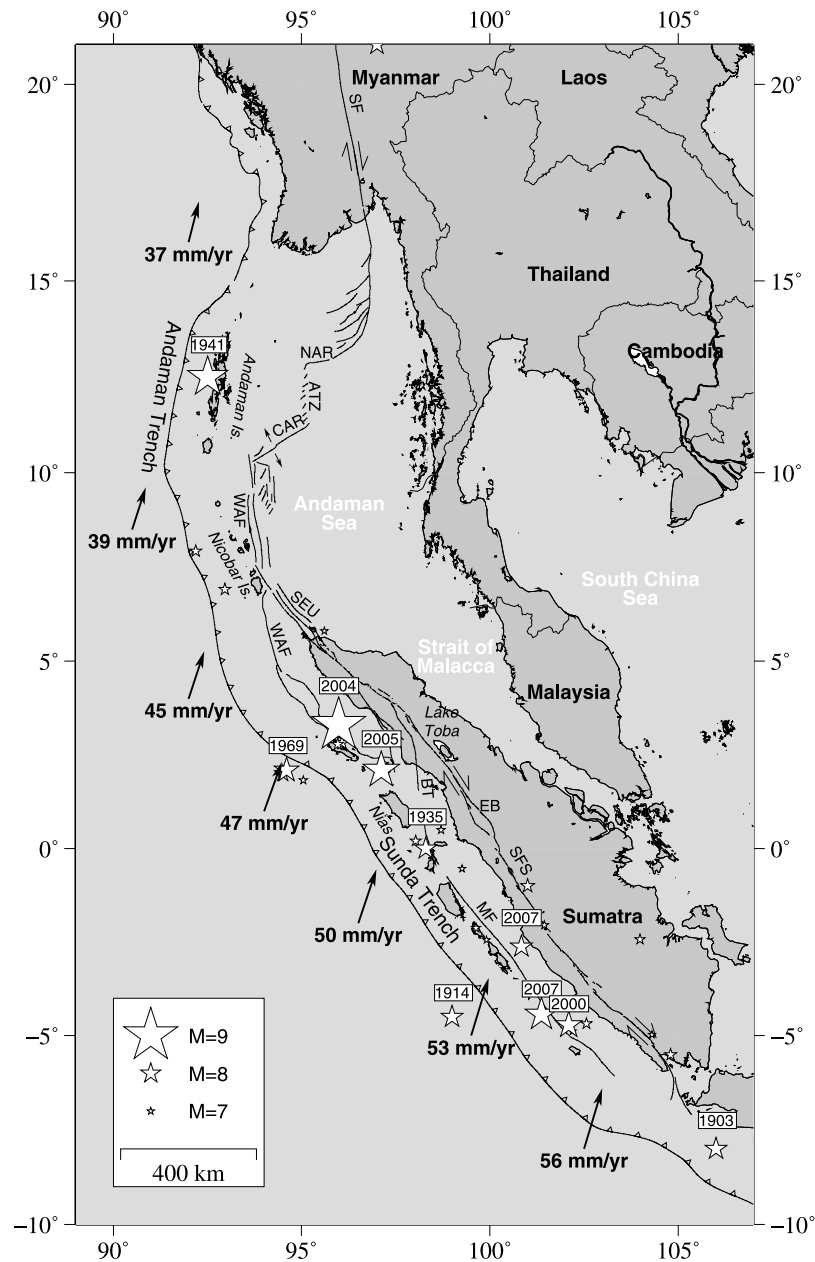 90° 95° 100° 105°
Myanmar
Laos
20° 20°
SF
37 mm/yr
Thailand
15° 15°
Andaman Trench
1941
NAR
Cambodia
Andaman Is.
ATZ
CAR
10° 10°
WAF
Andaman
Sea
39 mm/yr
Nicobar Is.
South China
Sea
SEU
WAF
Strait of
Malacca
5° 5°
2004
Malaysia
45 mm/yr
Lake
Toba
1969
2005
BT
47 mm/yr
Nias
1935
EB
0° 0°
Sunda Trench
SFS
50 mm/yr
MF
2007
Sumatra
1914
2007
2000
53 mm/yr
−5° −5°
M=9
M=8
M=7
400 km
1903
56 mm/yr
−10° −10°
90° 95° 100° 105°